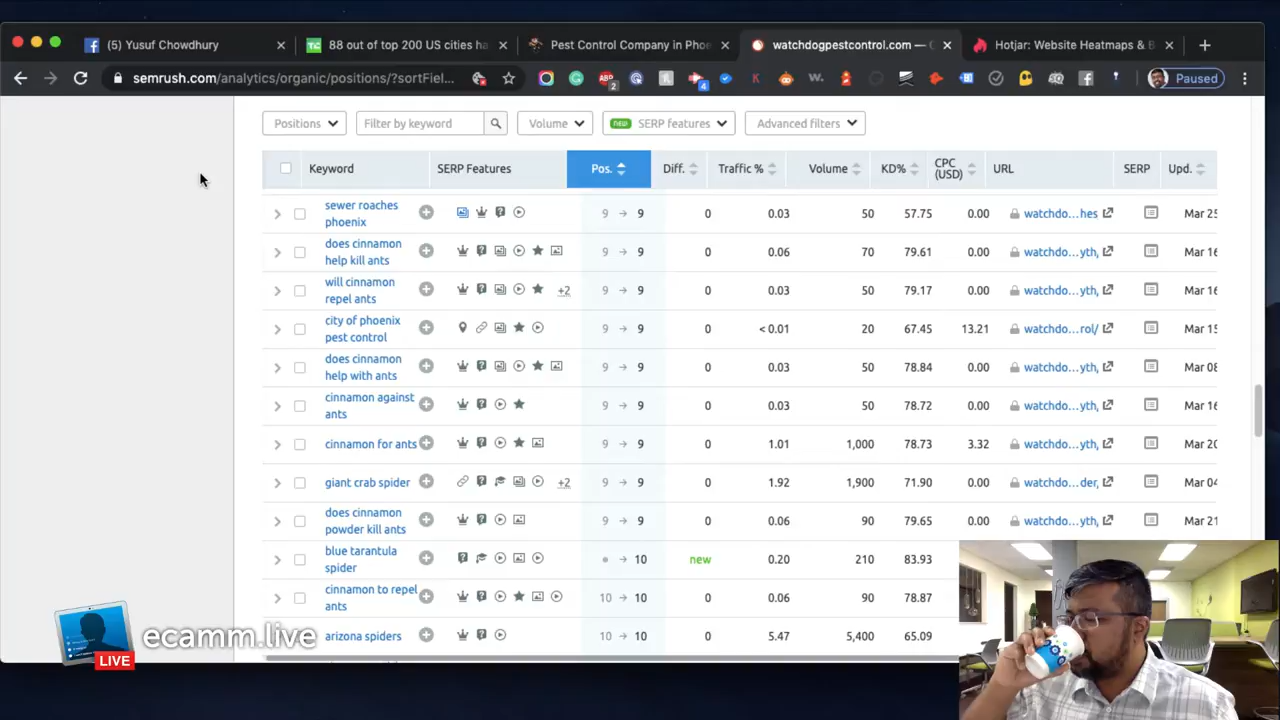 (5) Yusuf Chowdhury
88 out of top 200 US cities ha
Pest Control Company in Phoe
watchdogpestcontrol.com —
Hotjar: Website Heatmaps & B
semrush.com/analytics/organic/positions/?sortFiel...
2
4
Paused
Positions
Filter by keyword
Volume
new SERP features
Advanced filters
Keyword SERP Features Pos. Diff. Traffic % Volume KD% CPC (USD) URL SERP Upd.
sewer roaches phoenix 9 → 9 0 0.03 50 57.75 0.00 watchdo...hes Mar 25
does cinnamon help kill ants 9 → 9 0 0.06 70 79.61 0.00 watchdo...yth, Mar 16
will cinnamon repel ants +2 9 → 9 0 0.03 50 79.17 0.00 watchdo...yth, Mar 16
city of phoenix pest control 9 → 9 0 < 0.01 20 67.45 13.21 watchdo...rol/ Mar 15
does cinnamon help with ants 9 → 9 0 0.03 50 78.84 0.00 watchdo...yth, Mar 08
cinnamon against ants 9 → 9 0 0.03 50 78.72 0.00 watchdo...yth, Mar 16
cinnamon for ants 9 → 9 0 1.01 1,000 78.73 3.32 watchdo...yth, Mar 20
giant crab spider +2 9 → 9 0 1.92 1,900 71.90 0.00 watchdo...der, Mar 04
does cinnamon powder kill ants 9 → 9 0 0.06 90 79.65 0.00 watchdo...yth, Mar 21
blue tarantula spider → 10 new 0.20 210 83.93
cinnamon to repel ants 10 → 10 0 0.06 90 78.87
arizona spiders 10 → 10 0 5.47 5,400 65.09
ecamm.live
LIVE